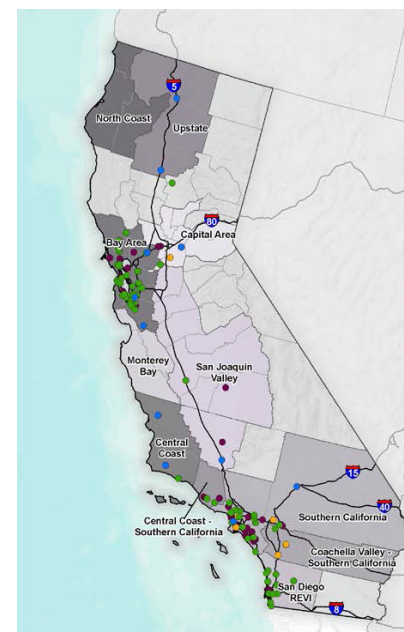 5
North Coast
Upstate
80
Bay Area
Capital Area
Monterey
Bay
San Joaquin
Valley
Central
Coast
15
40
Central Coast -
Southern California
Southern California
Coachella Valley -
Southern California
San Diego
REVI
8